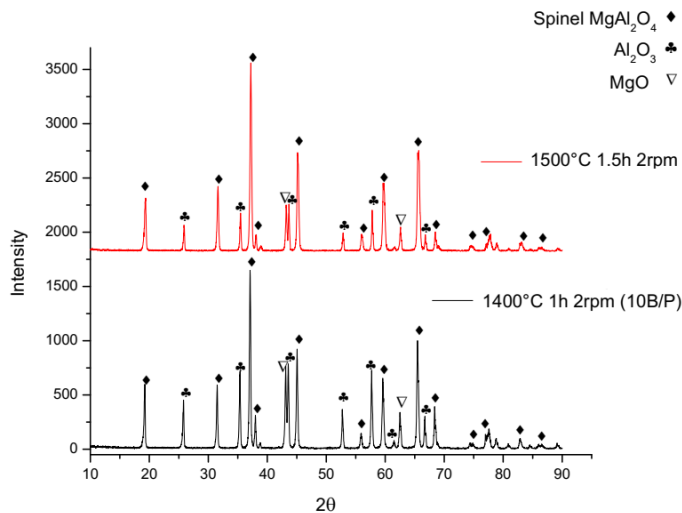 Spinel MgAl₂O₄ ♦
Al₂O₃ ♣
MgO ∇
3500
3000
2500
2000
1500
1000
500
0
Intensity
1500°C 1.5h 2rpm
1400°C 1h 2rpm (10B/P)
10 20 30 40 50 60 70 80 90
2θ